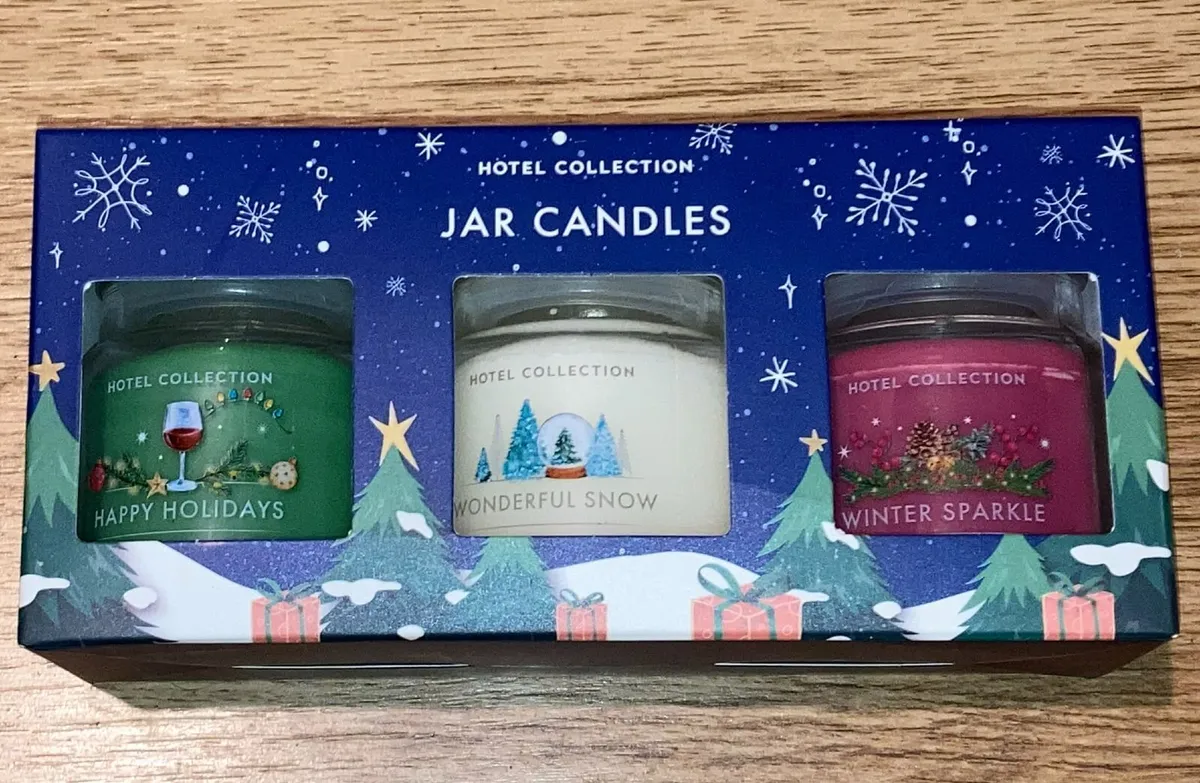 HOTEL COLLECTION
JAR CANDLES
HOTEL COLLECTION
HAPPY HOLIDAYS
HOTEL COLLECTION
WONDERFUL SNOW
HOTEL COLLECTION
WINTER SPARKLE